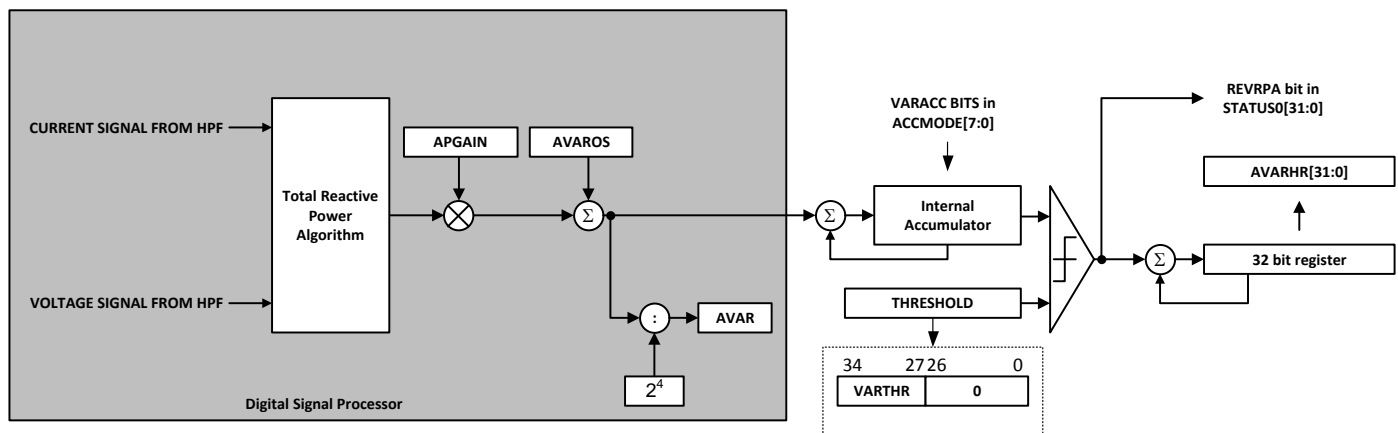 CURRENT SIGNAL FROM HPF
VOLTAGE SIGNAL FROM HPF
Total Reactive
Power
Algorithm
APGAIN
AVAROS
Σ
:
AVAR
2⁴
Digital Signal Processor
VARACC BITS in
ACCMODE[7:0]
Σ
Internal
Accumulator
THRESHOLD
34 27 26 0
VARTHR 0
REVRPA bit in
STATUS0[31:0]
AVARHR[31:0]
Σ
32 bit register